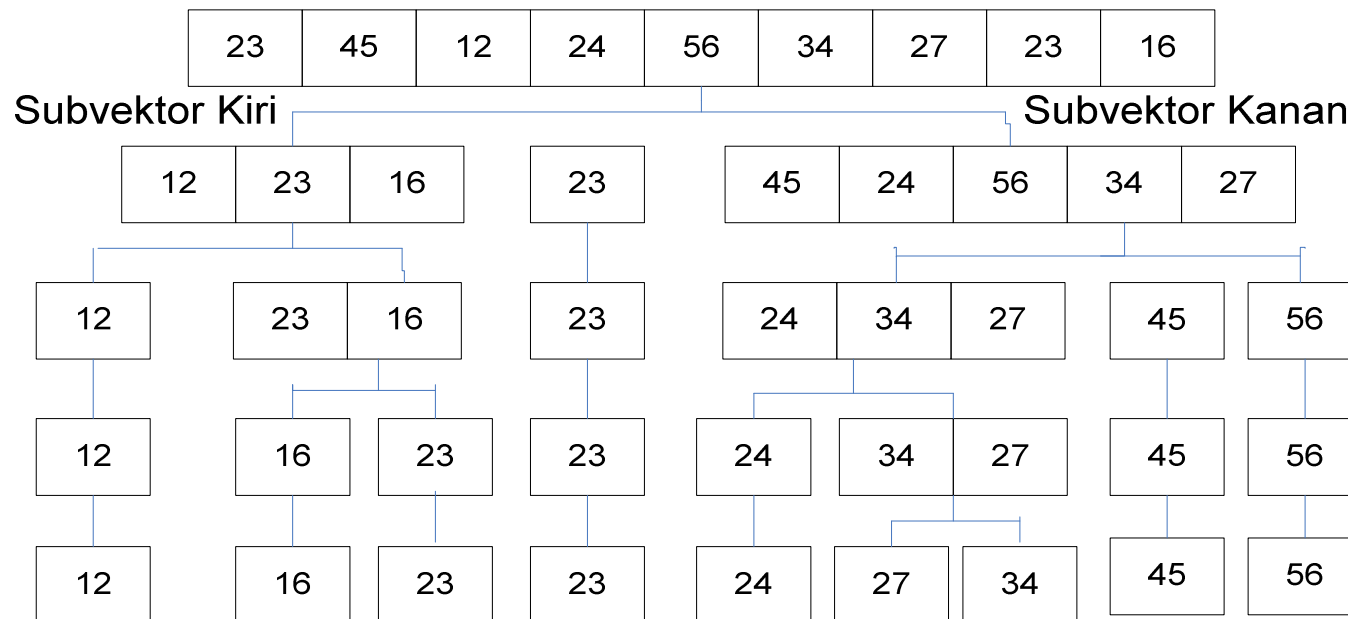 23 45 12 24 56 34 27 23 16
Subvektor Kiri Subvektor Kanan
12 23 16 23 45 24 56 34 27
12 23 16 23 24 34 27 45 56
12 16 23 23 24 34 27 45 56
12 16 23 23 24 27 34 45 56